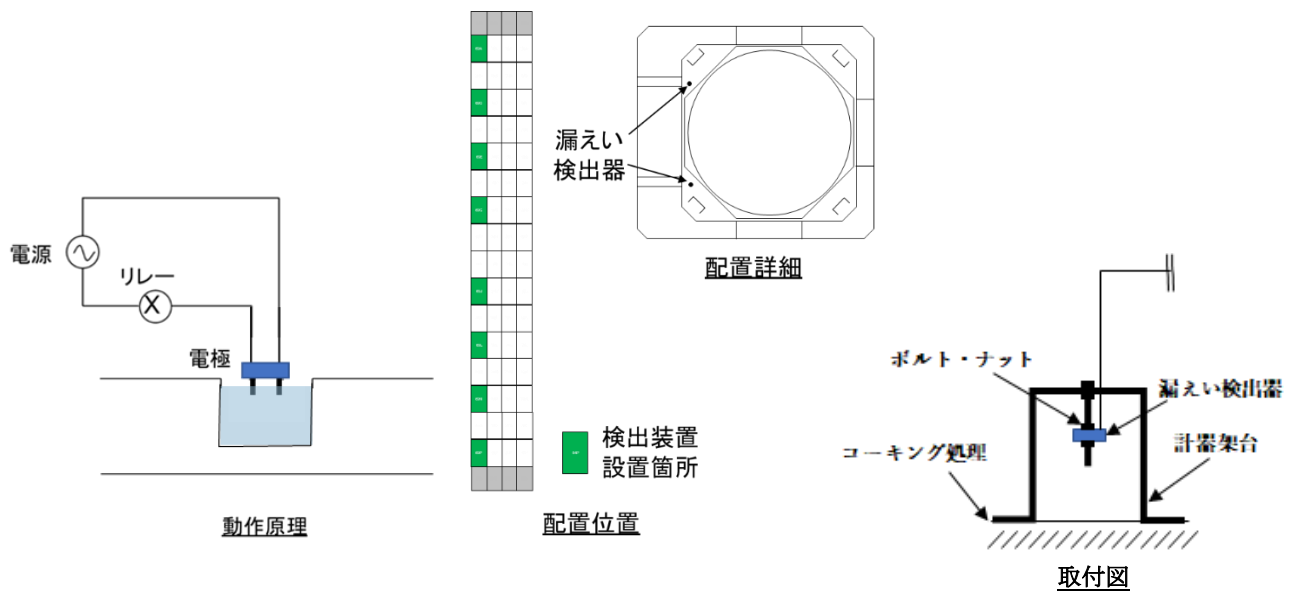 電源
リレー
X
電極
動作原理
配置位置
検出装置
設置箇所
漏えい
検出器
配置詳細
ボルト・ナット
漏えい検出器
コーキング処理
計器架台
取付図